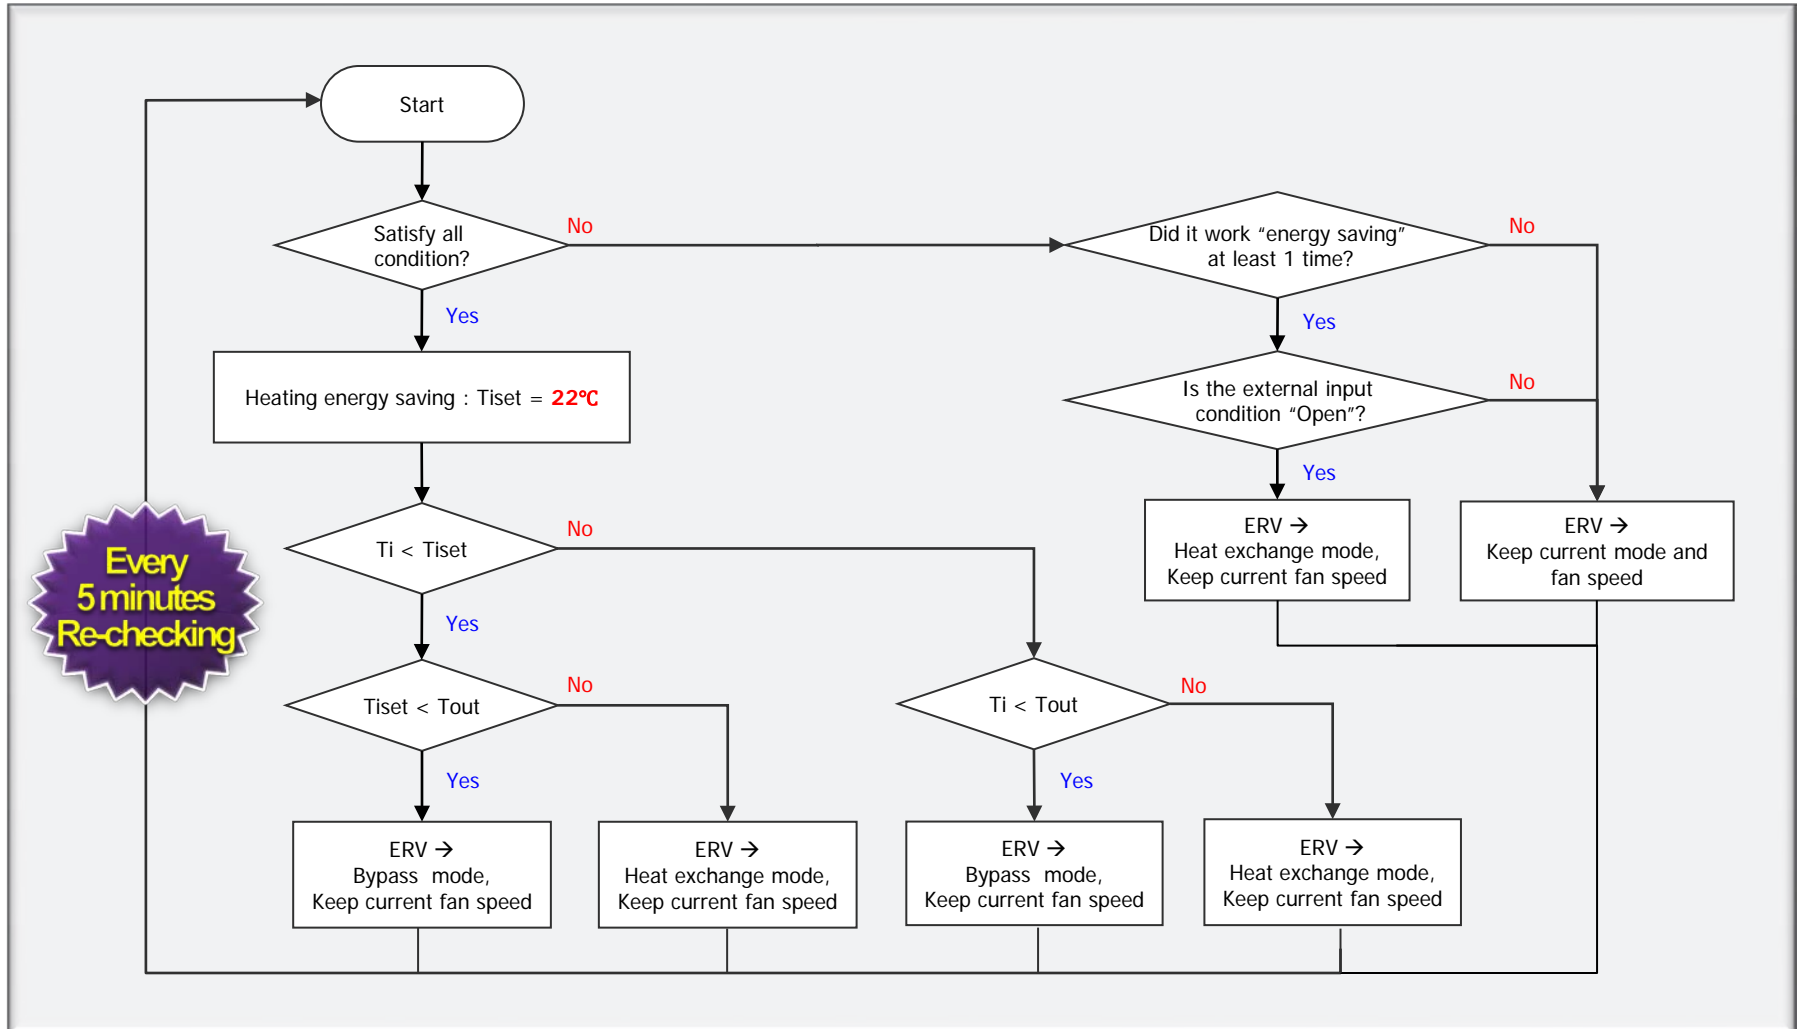 Start
Satisfy all
condition?
No
Did it work “energy saving”
at least 1 time?
No
Yes
Yes
Heating energy saving : Tiset = 22℃
Is the external input
condition “Open”?
No
Yes
Ti < Tiset
No
ERV →
Heat exchange mode,
Keep current fan speed
ERV →
Keep current mode and
fan speed
Every
5 minutes
Re-checking
Yes
Tiset < Tout
No
Ti < Tout
No
Yes
Yes
ERV →
Bypass  mode,
Keep current fan speed
ERV →
Heat exchange mode,
Keep current fan speed
ERV →
Bypass  mode,
Keep current fan speed
ERV →
Heat exchange mode,
Keep current fan speed